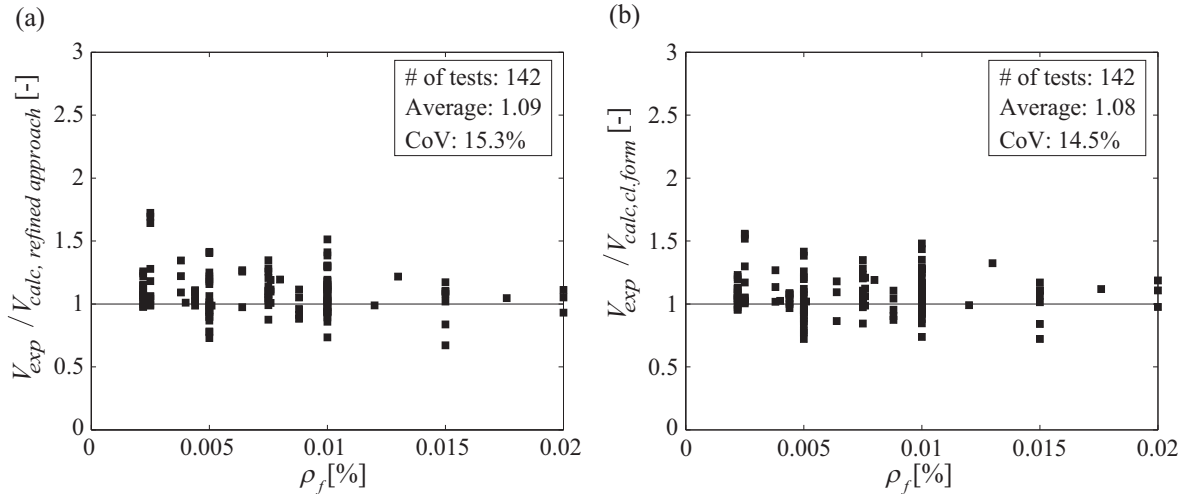 (a)
3
2.5
2
1.5
1
0.5
0
V_exp / V_calc, refined approach [-]
# of tests: 142
Average: 1.09
CoV: 15.3%
0 0.005 0.01 0.015 0.02
ρ_f [%]
(b)
3
2.5
2
1.5
1
0.5
0
V_exp / V_calc,cl.form [-]
# of tests: 142
Average: 1.08
CoV: 14.5%
0 0.005 0.01 0.015 0.02
ρ_f [%]